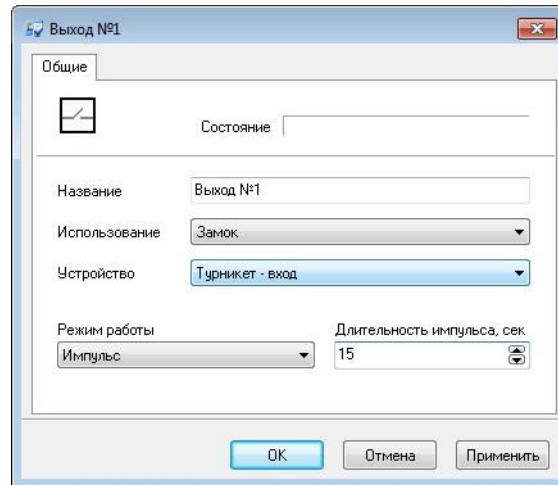 Выход №1
Общие
Состояние
Название Выход №1
Использование Замок
Устройство Турникет - вход
Режим работы Длительность импульса, сек
Импульс 15
OK Отмена Применить